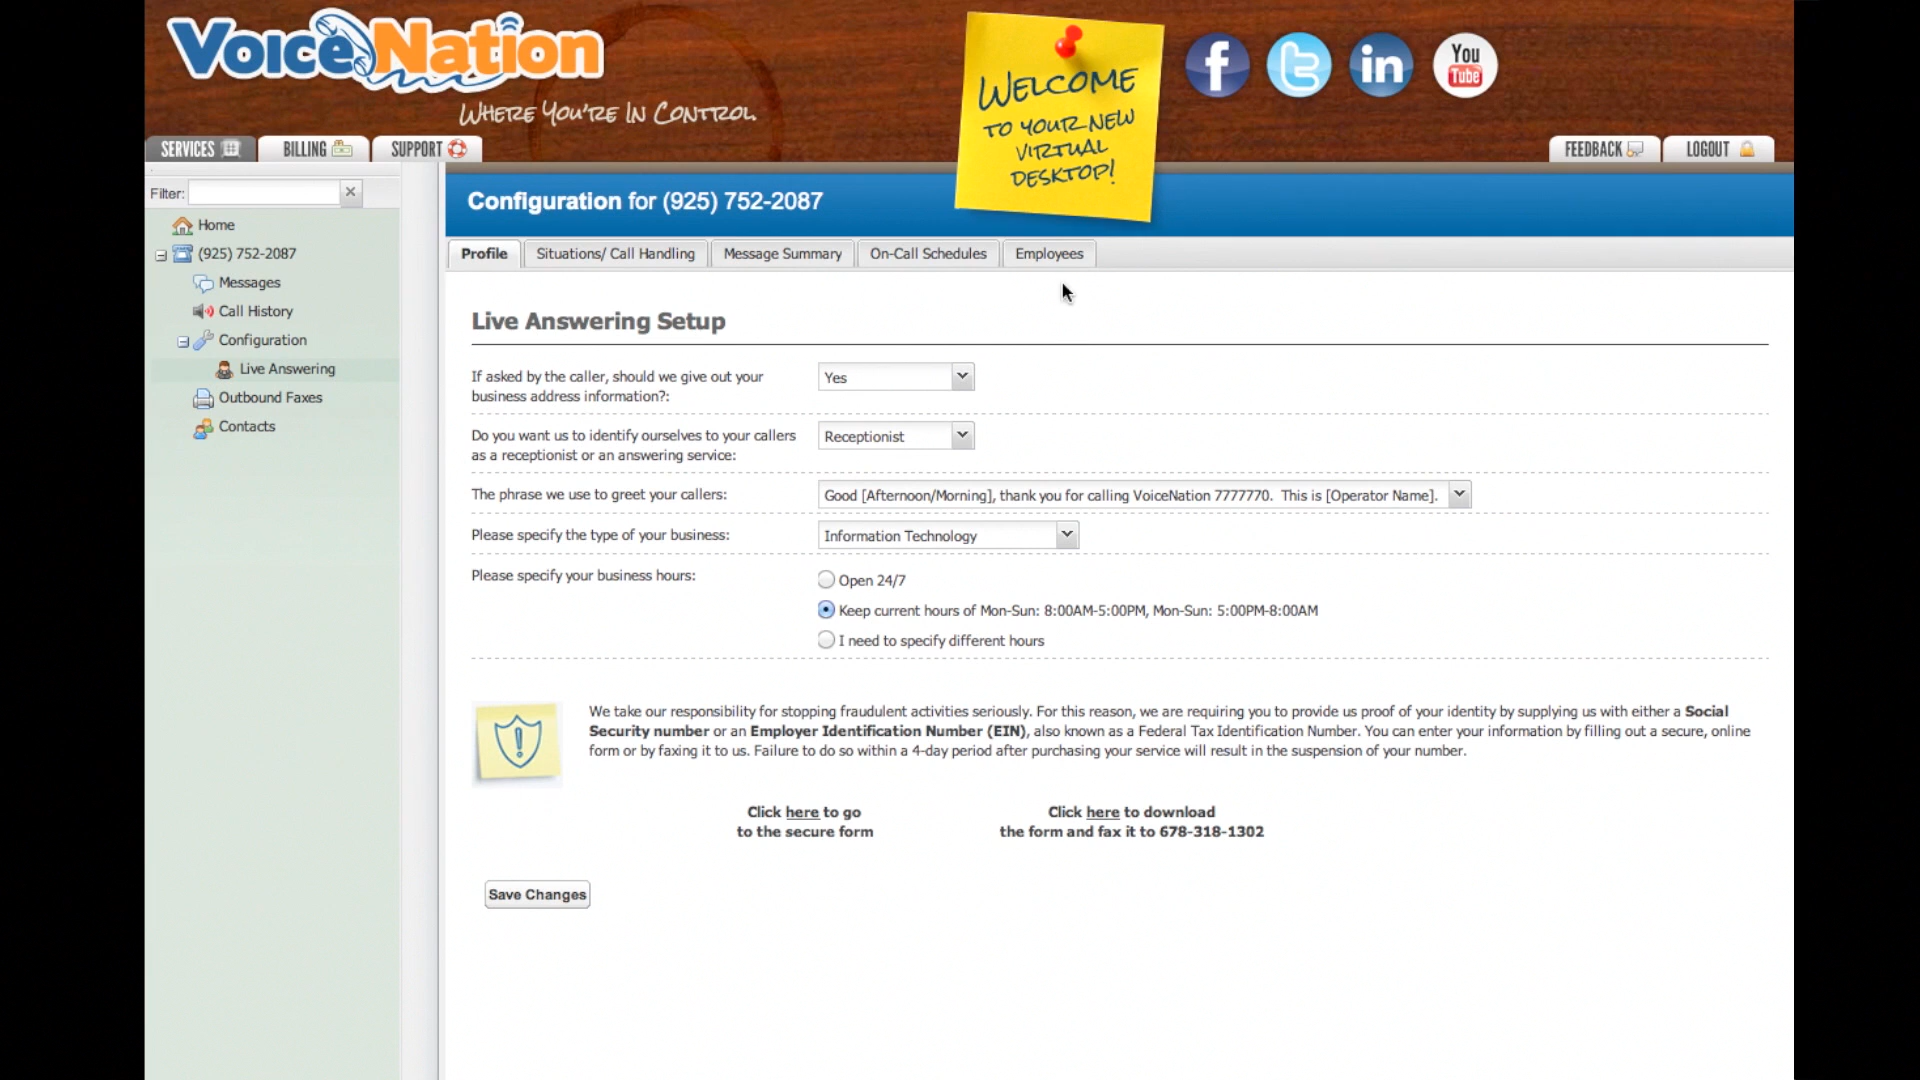 VoiceNation
Where You're In Control.
Welcome
to your new
virtual
desktop!
You
Tube
SERVICES
BILLING
SUPPORT
FEEDBACK
LOGOUT
Filter:
Home
(925) 752-2087
Messages
Call History
Configuration
Live Answering
Outbound Faxes
Contacts
Configuration for (925) 752-2087
Profile
Situations/ Call Handling
Message Summary
On-Call Schedules
Employees
Live Answering Setup
If asked by the caller, should we give out your
business address information?:
Yes
Do you want us to identify ourselves to your callers
as a receptionist or an answering service:
Receptionist
The phrase we use to greet your callers:
Good [Afternoon/Morning], thank you for calling VoiceNation 7777770. This is [Operator Name].
Please specify the type of your business:
Information Technology
Please specify your business hours:
Open 24/7
Keep current hours of Mon-Sun: 8:00AM-5:00PM, Mon-Sun: 5:00PM-8:00AM
I need to specify different hours
We take our responsibility for stopping fraudulent activities seriously. For this reason, we are requiring you to provide us proof of your identity by supplying us with either a Social
Security number or an Employer Identification Number (EIN), also known as a Federal Tax Identification Number. You can enter your information by filling out a secure, online
form or by faxing it to us. Failure to do so within a 4-day period after purchasing your service will result in the suspension of your number.
Click here to go
to the secure form
Click here to download
the form and fax it to 678-318-1302
Save Changes